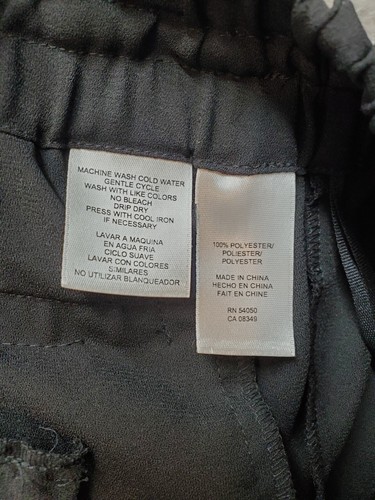 MACHINE WASH COLD WATER
GENTLE CYCLE
WASH WITH LIKE COLORS
NO BLEACH
DRIP DRY
PRESS WITH COOL IRON
IF NECESSARY
LAVAR A MAQUINA
EN AGUA FRIA
CICLO SUAVE
LAVAR CON COLORES
SIMILARES
NO UTILIZAR BLANQUEADOR
100% POLYESTER/
POLIESTER/
POLYESTER
MADE IN CHINA
HECHO EN CHINA
FAIT EN CHINE
RN 54050
CA 08349